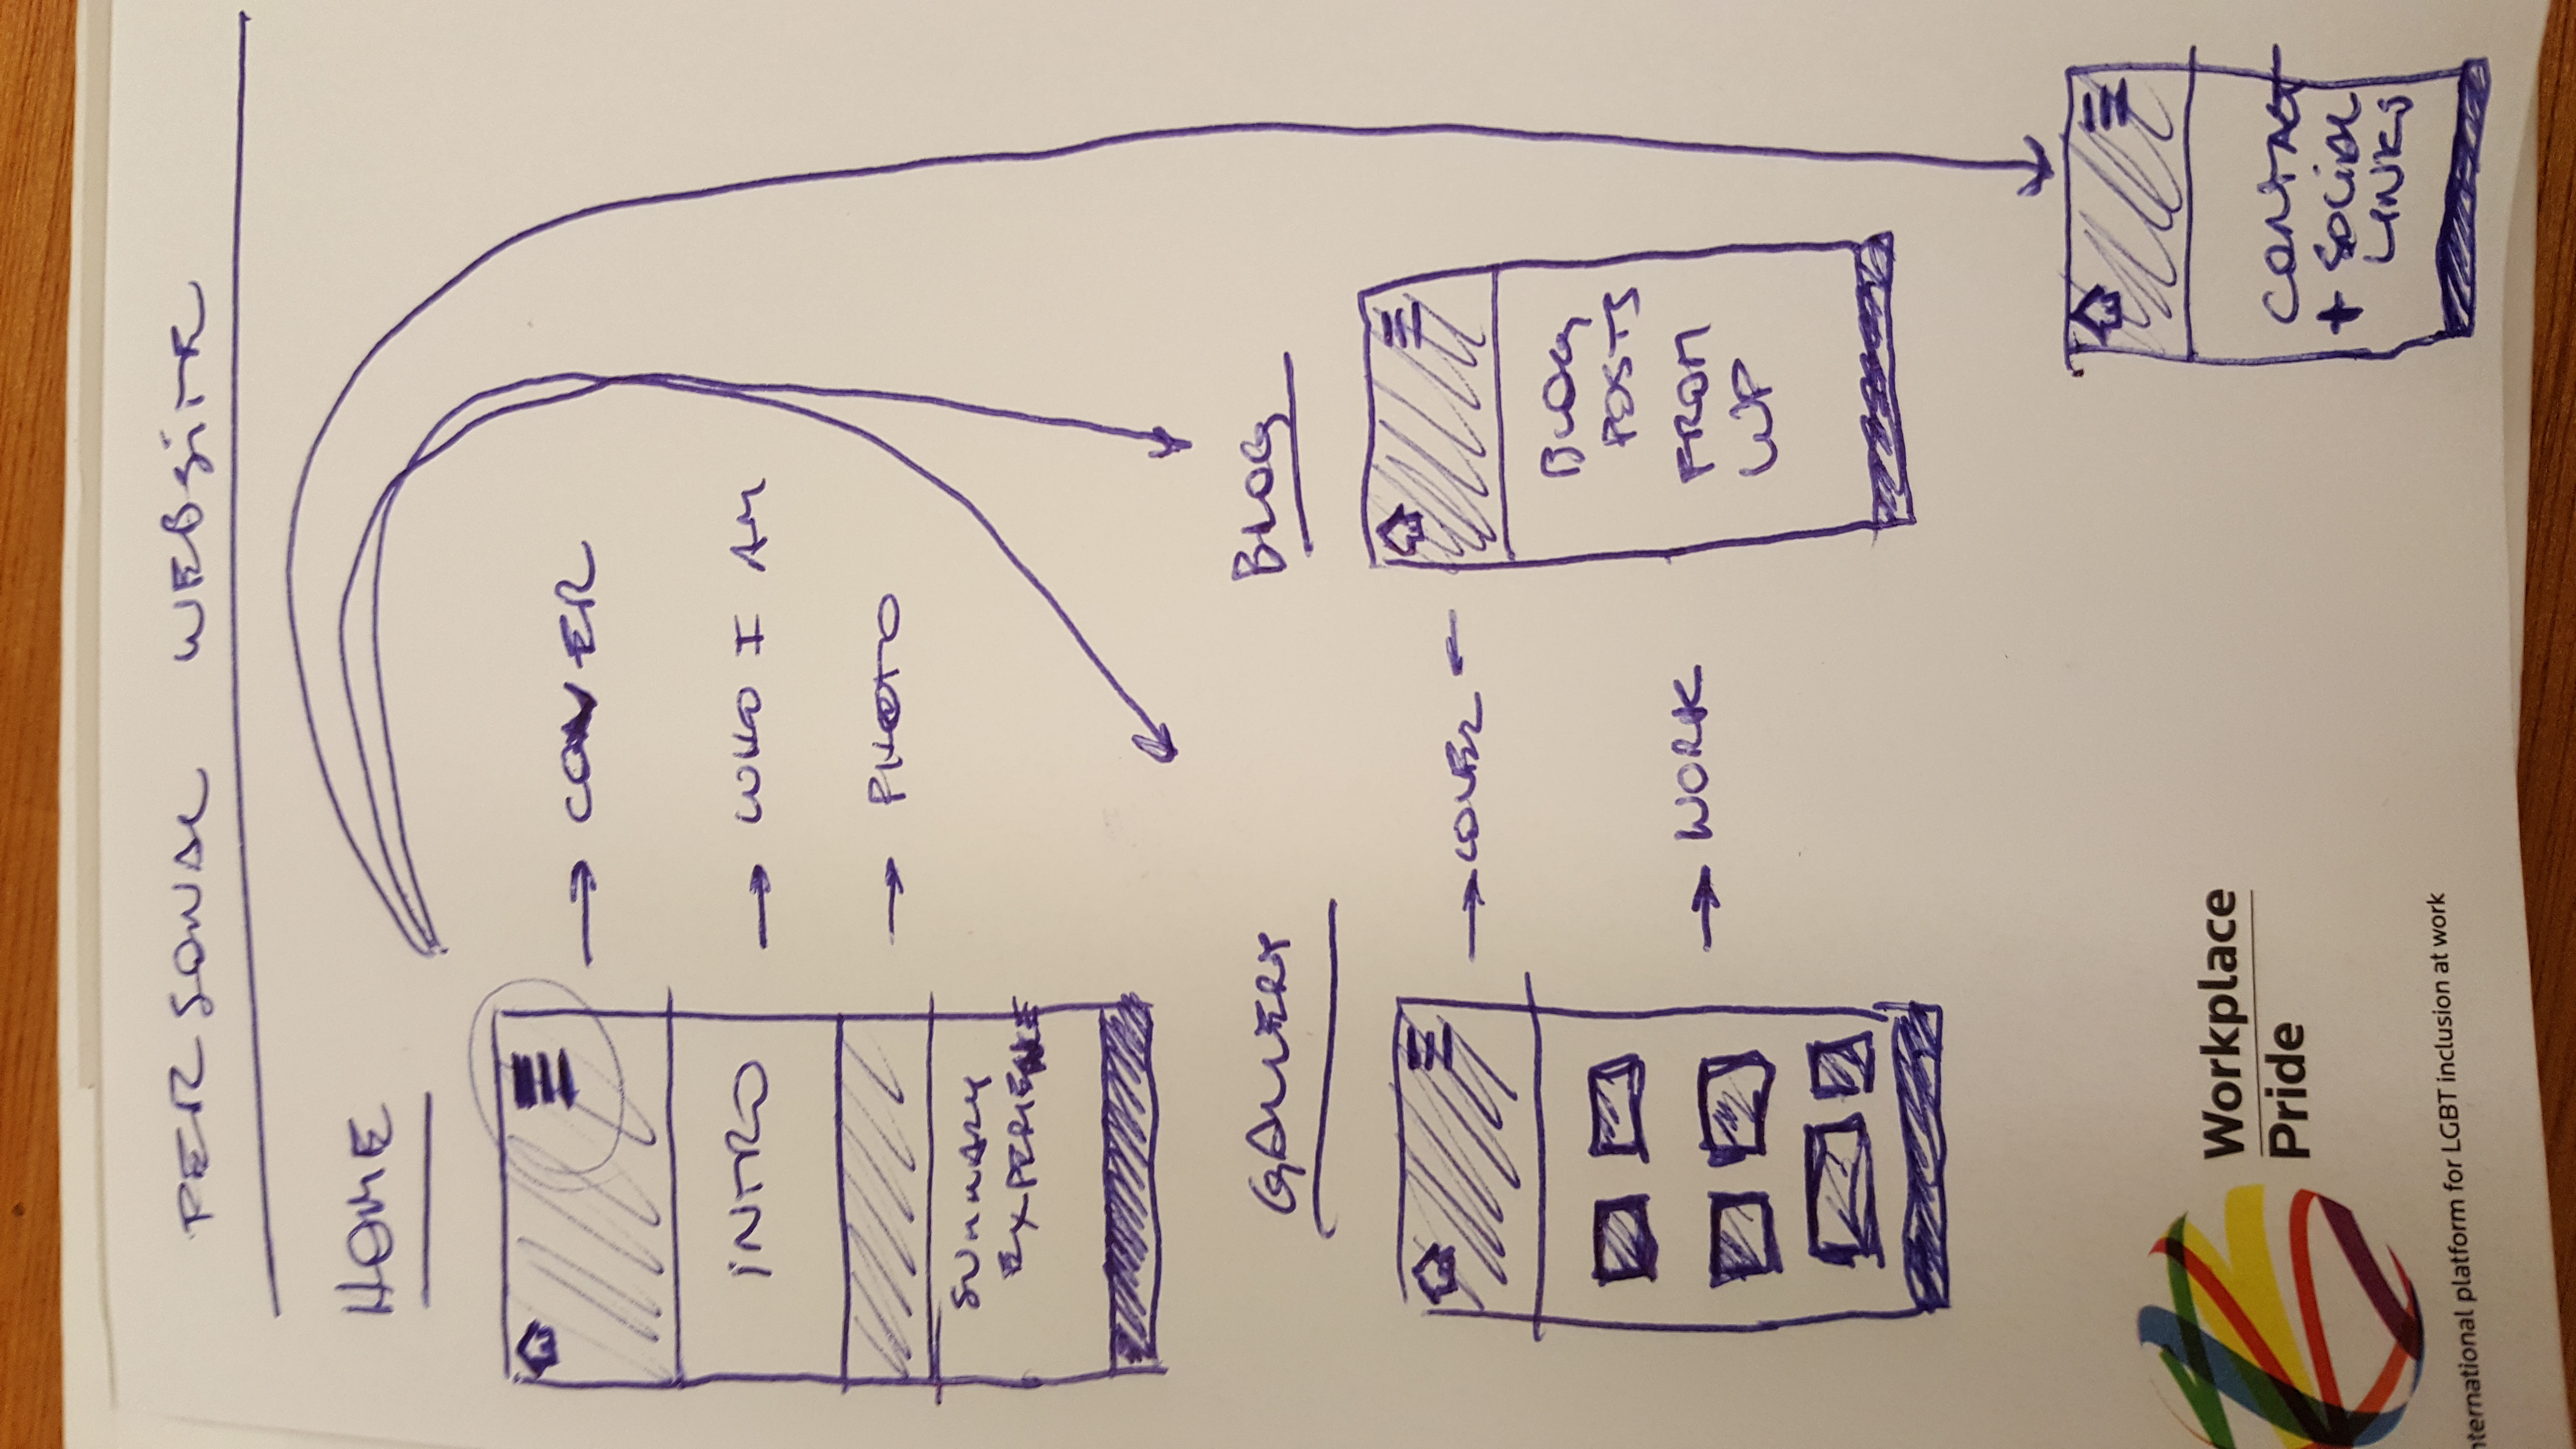 PERSONAL WEBSITE
HOME
COVER
INTRO
WHO I AM
PHOTO
SUMMARY
EXPERIENCE
GALLERY
BLOG
COVER
BLOG
POSTS
FROM
WP
WORK
CONTACT
+ SOCIAL
LINKS
Workplace
Pride
nternational platform for LGBT inclusion at work